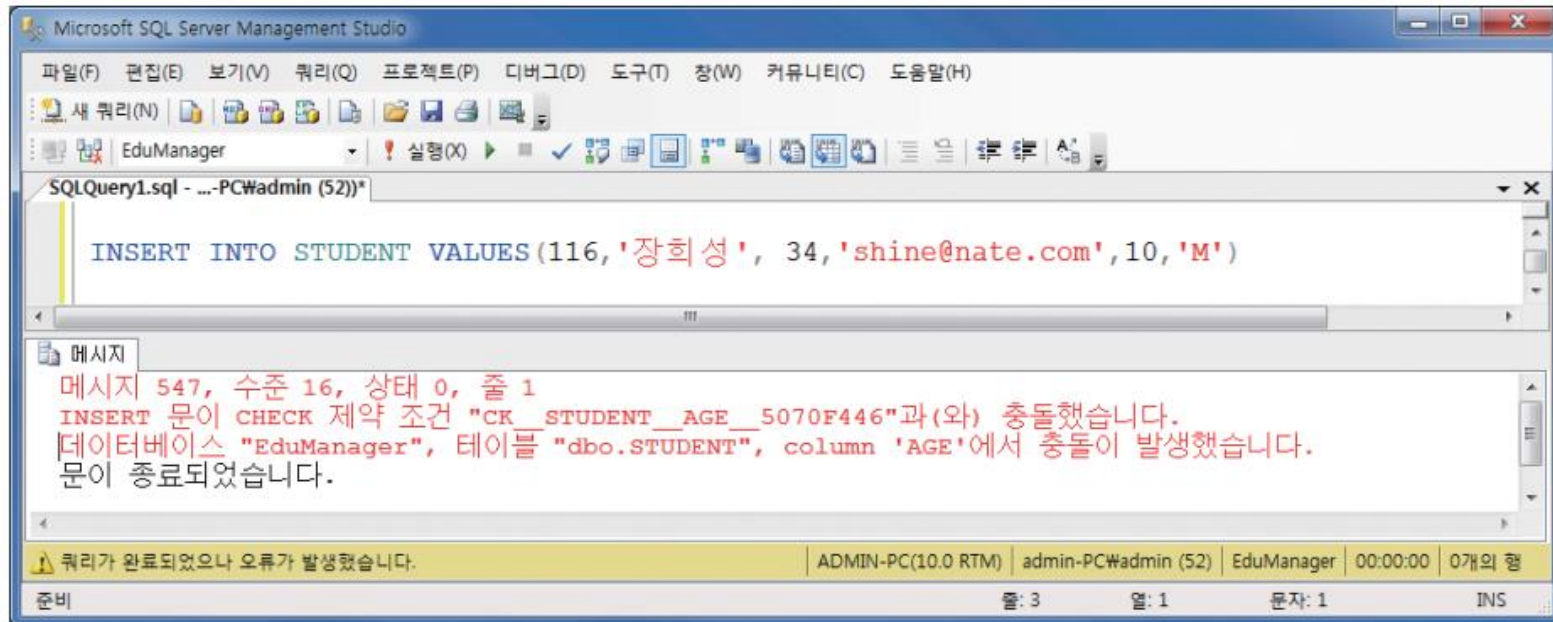 Microsoft SQL Server Management Studio
파일(F) 편집(E) 보기(V) 쿼리(Q) 프로젝트(P) 디버그(D) 도구(T) 창(W) 커뮤니티(C) 도움말(H)
새 쿼리(N)
EduManager 실행(X)
SQLQuery1.sql - ...-PC₩admin (52))*
INSERT INTO STUDENT VALUES(116,'장희성', 34,'shine@nate.com',10,'M')
메시지
메시지 547, 수준 16, 상태 0, 줄 1
INSERT 문이 CHECK 제약 조건 "CK__STUDENT__AGE__5070F446"과(와) 충돌했습니다.
데이터베이스 "EduManager", 테이블 "dbo.STUDENT", column 'AGE'에서 충돌이 발생했습니다.
문이 종료되었습니다.
쿼리가 완료되었으나 오류가 발생했습니다. ADMIN-PC(10.0 RTM) admin-PC₩admin (52) EduManager 00:00:00 0개의 행
준비 줄: 3 열: 1 문자: 1 INS